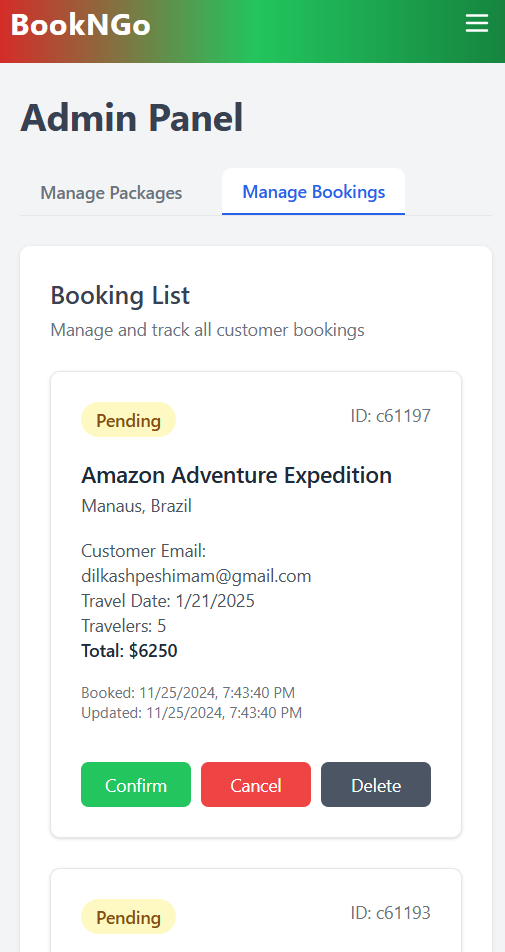 BookNGo
Admin Panel
Manage Packages
Manage Bookings
Booking List
Manage and track all customer bookings
Pending
ID: c61197
Amazon Adventure Expedition
Manaus, Brazil
Customer Email:
dilkashpeshimam@gmail.com
Travel Date: 1/21/2025
Travelers: 5
Total: $6250
Booked: 11/25/2024, 7:43:40 PM
Updated: 11/25/2024, 7:43:40 PM
Confirm
Cancel
Delete
Pending
ID: c61193